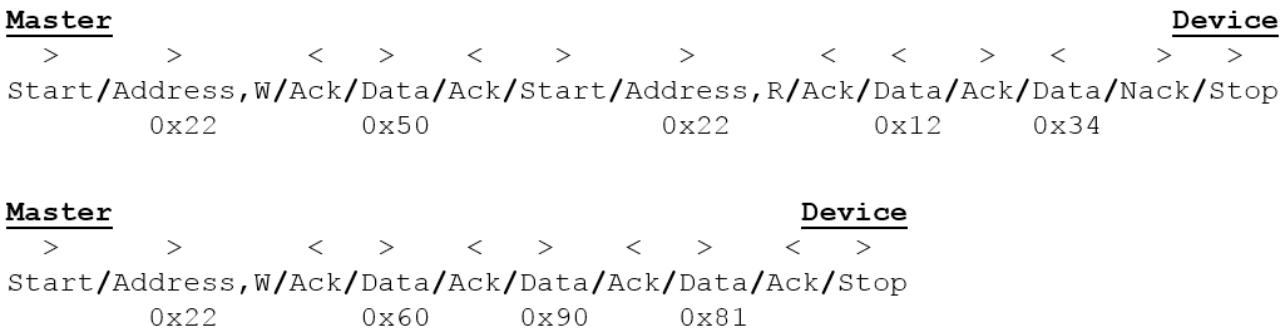 Master Device
> > < > < > > < < > < > >
Start/Address,W/Ack/Data/Ack/Start/Address,R/Ack/Data/Ack/Data/Nack/Stop
0x22 0x50 0x22 0x12 0x34
Master Device
> > < > < > < > < >
Start/Address,W/Ack/Data/Ack/Data/Ack/Data/Ack/Stop
0x22 0x60 0x90 0x81